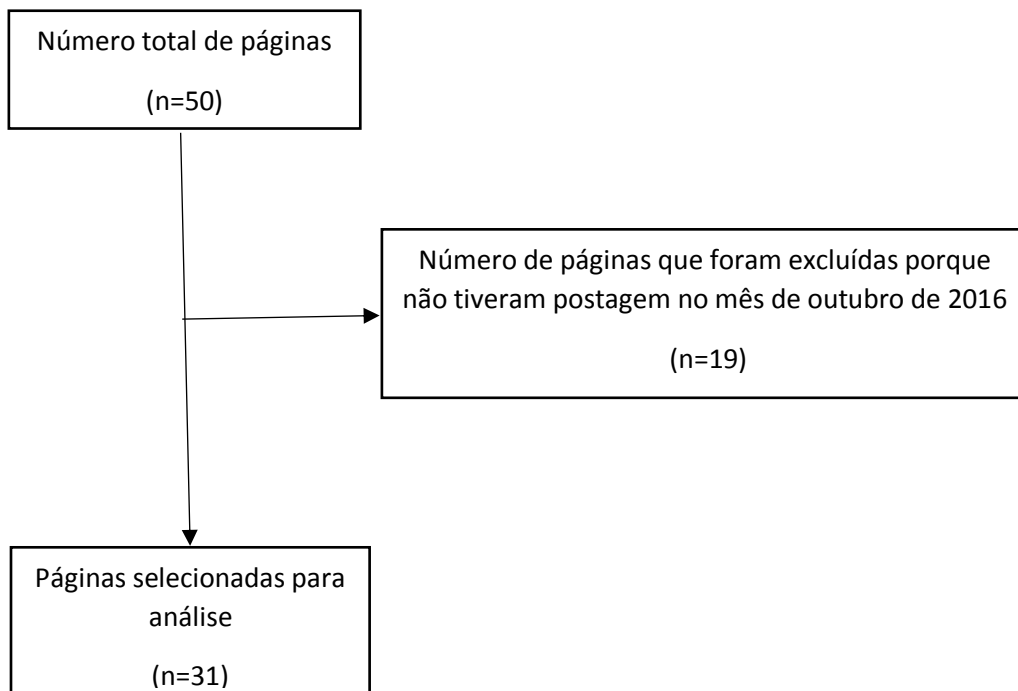 Número total de páginas
(n=50)
Número de páginas que foram excluídas porque
não tiveram postagem no mês de outubro de 2016
(n=19)
Páginas selecionadas para
análise
(n=31)